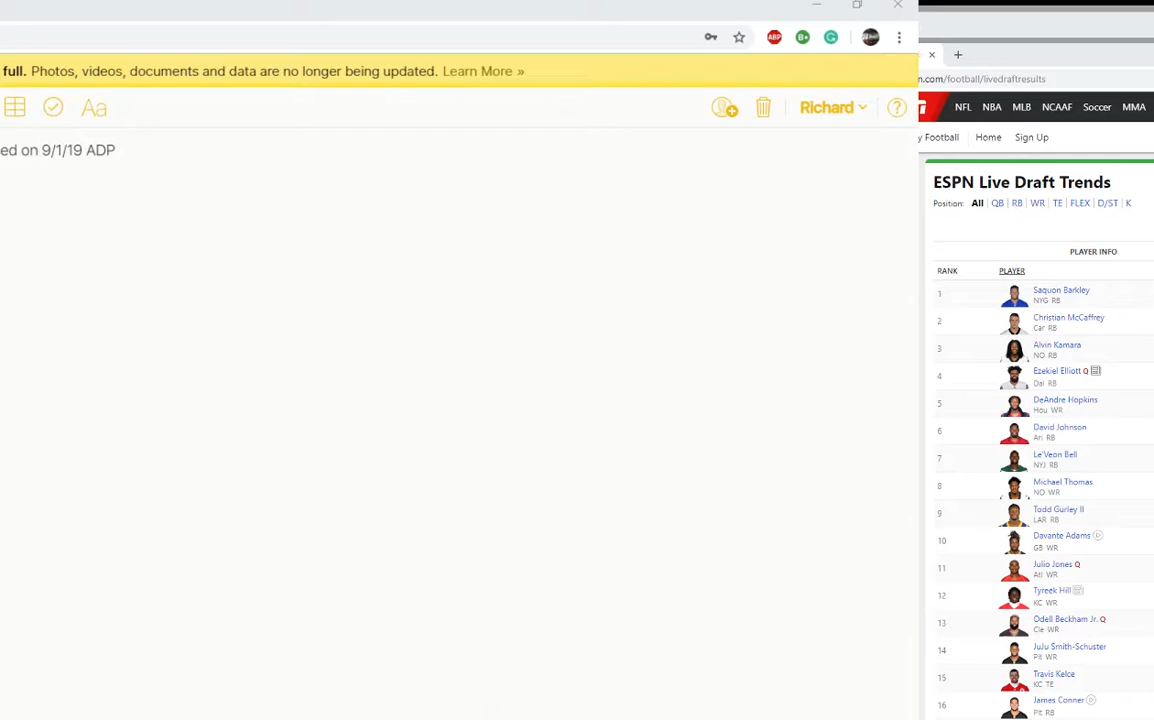 full. Photos, videos, documents and data are no longer being updated. Learn More »
Aa
Richard
?
ed on 9/1/19 ADP
ABP
n.com/football/livedraftresults
NFL NBA MLB NCAAF Soccer MMA
y Football Home Sign Up
ESPN Live Draft Trends
Position: All | QB | RB | WR | TE | FLEX | D/ST | K
PLAYER INFO
RANK PLAYER
1 Saquon Barkley
NYG RB
2 Christian McCaffrey
Car RB
3 Alvin Kamara
NO RB
4 Ezekiel Elliott Q
Dal RB
5 DeAndre Hopkins
Hou WR
6 David Johnson
Ari RB
7 Le'Veon Bell
NYJ RB
8 Michael Thomas
NO WR
9 Todd Gurley II
LAR RB
10 Davante Adams
GB WR
11 Julio Jones Q
Atl WR
12 Tyreek Hill
KC WR
13 Odell Beckham Jr. Q
Cle WR
14 JuJu Smith-Schuster
Pit WR
15 Travis Kelce
KC TE
16 James Conner
Pit RB